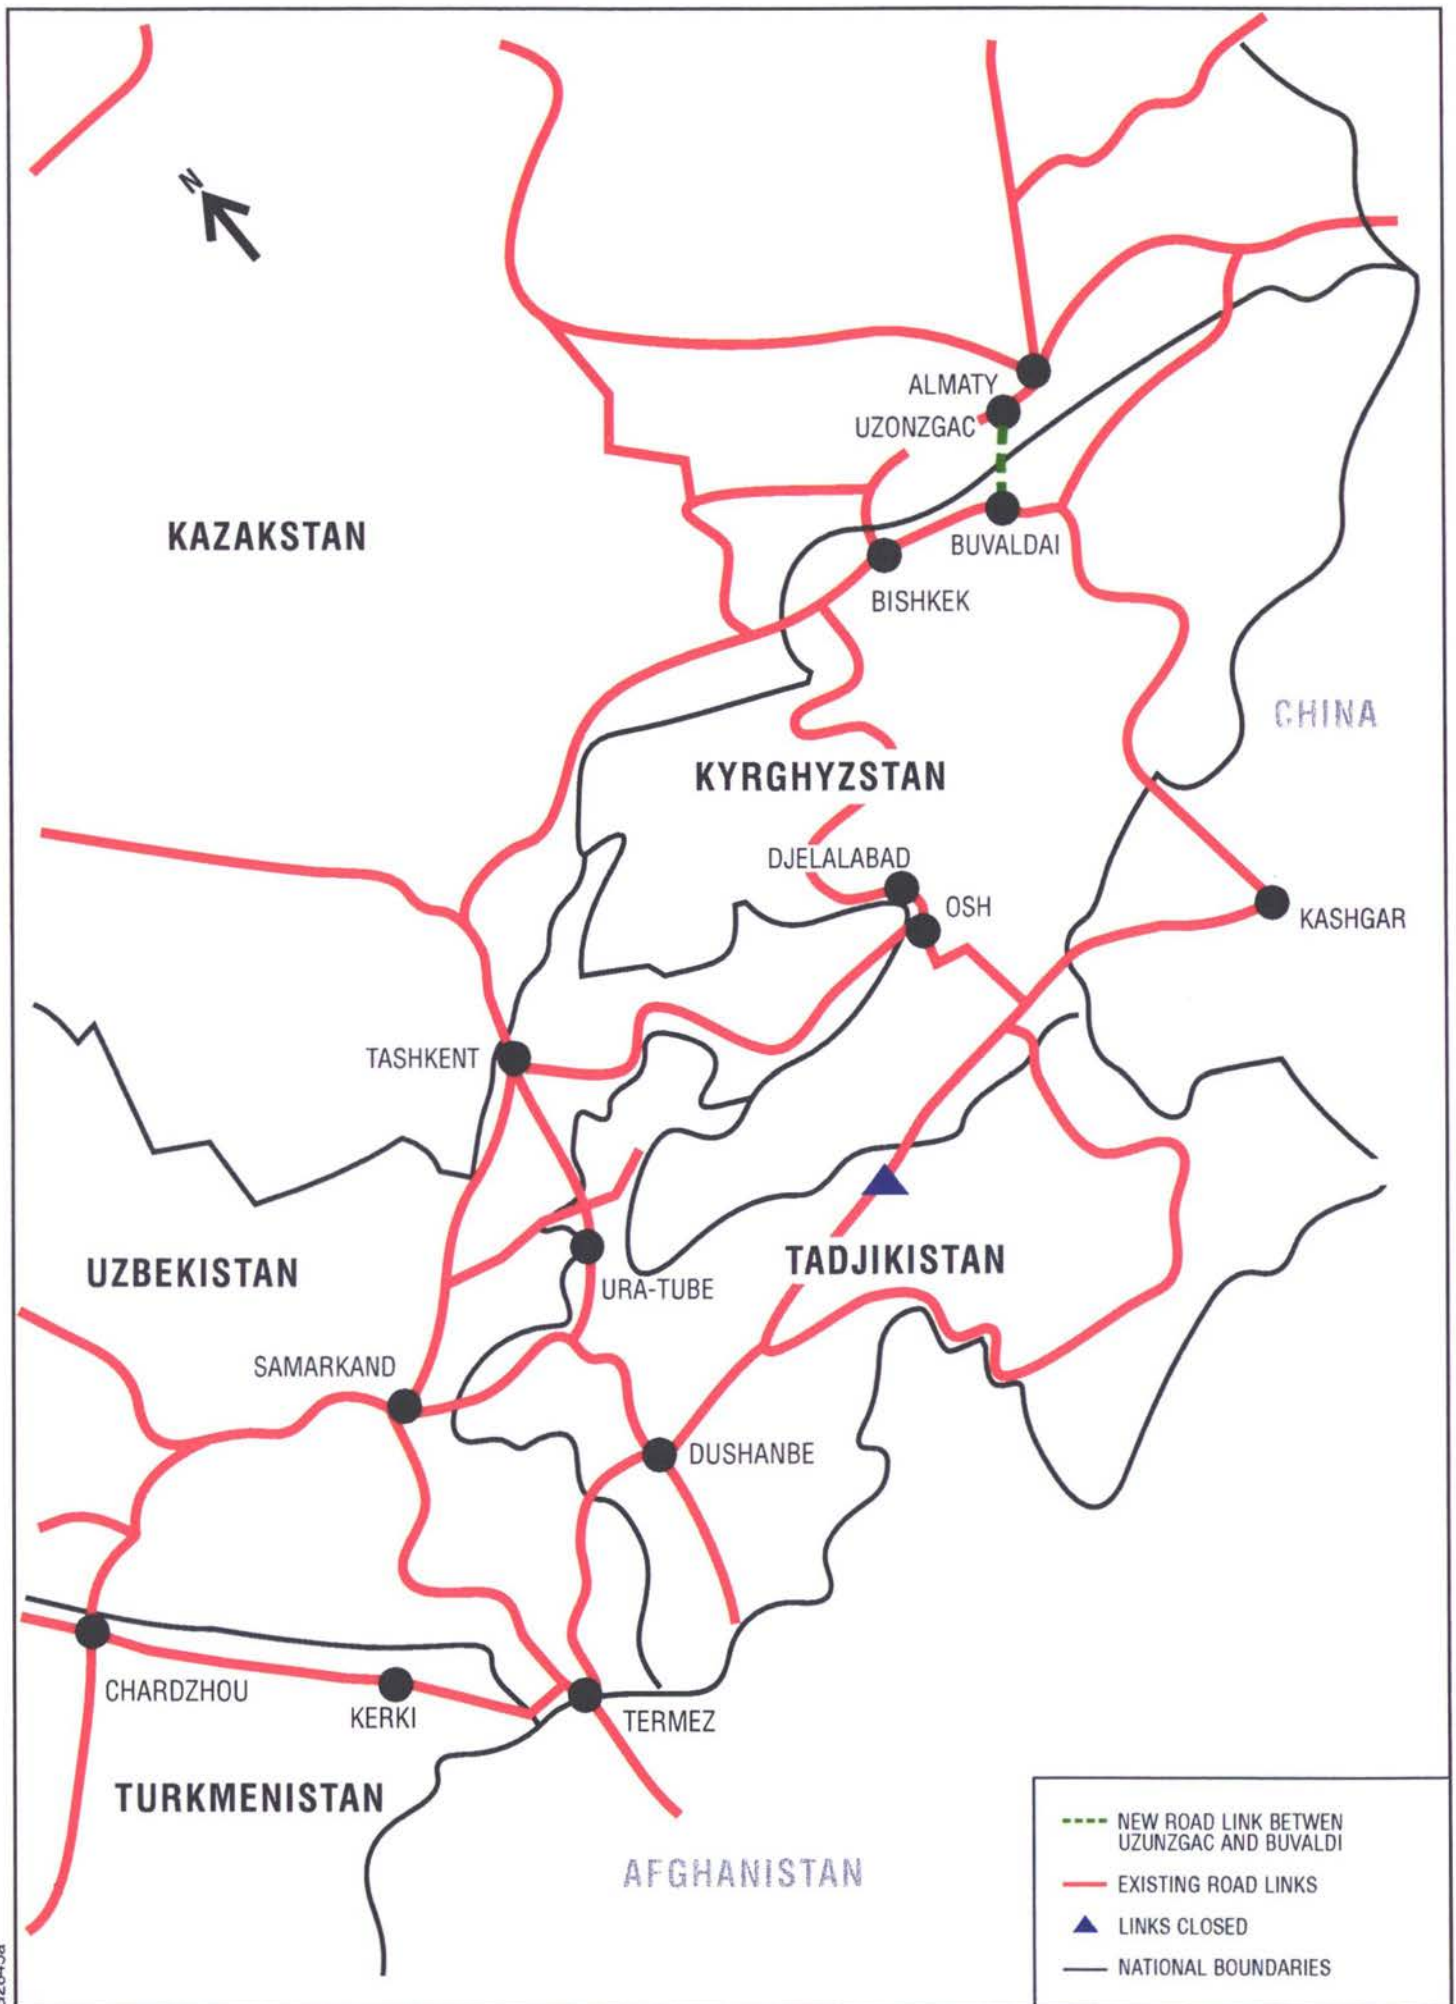 N
ALMATY
UZONZGAC
KAZAKSTAN
BUVALDAI
BISHKEK
CHINA
KYRGHYZSTAN
DJELALABAD
OSH
KASHGAR
TASHKENT
UZBEKISTAN
TADJIKISTAN
URA-TUBE
SAMARKAND
DUSHANBE
CHARDZHOU
KERKI
TERMEZ
TURKMENISTAN
AFGHANISTAN
NEW ROAD LINK BETWEN
UZUNZGAC AND BUVALDI
EXISTING ROAD LINKS
LINKS CLOSED
NATIONAL BOUNDARIES